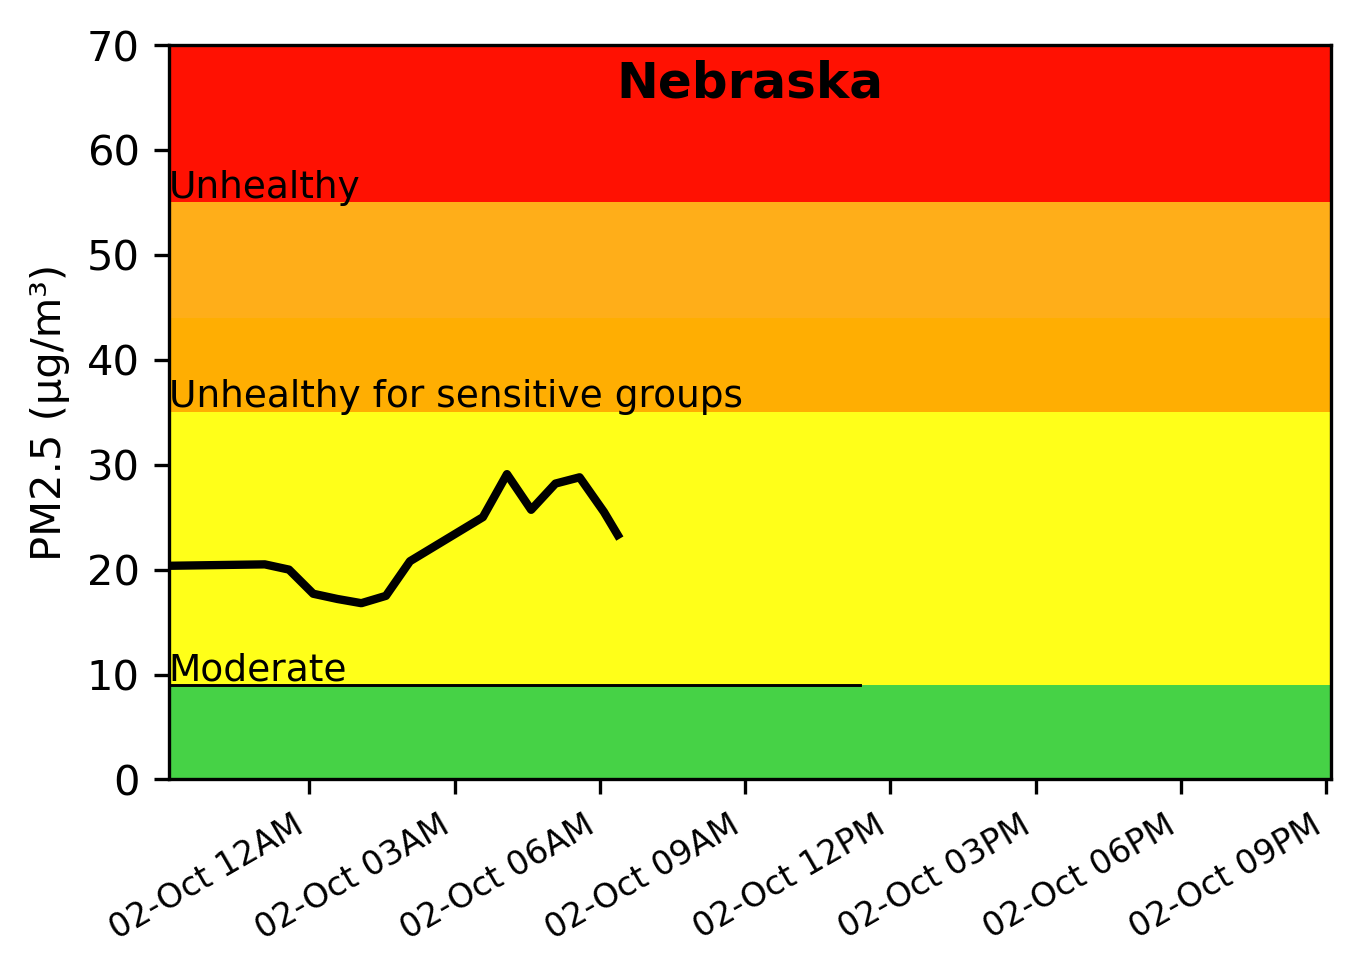 Nebraska
70
60
50
40
30
20
10
0
PM2.5 (µg/m³)
Unhealthy
Unhealthy for sensitive groups
Moderate
02-Oct 12AM
02-Oct 03AM
02-Oct 06AM
02-Oct 09AM
02-Oct 12PM
02-Oct 03PM
02-Oct 06PM
02-Oct 09PM